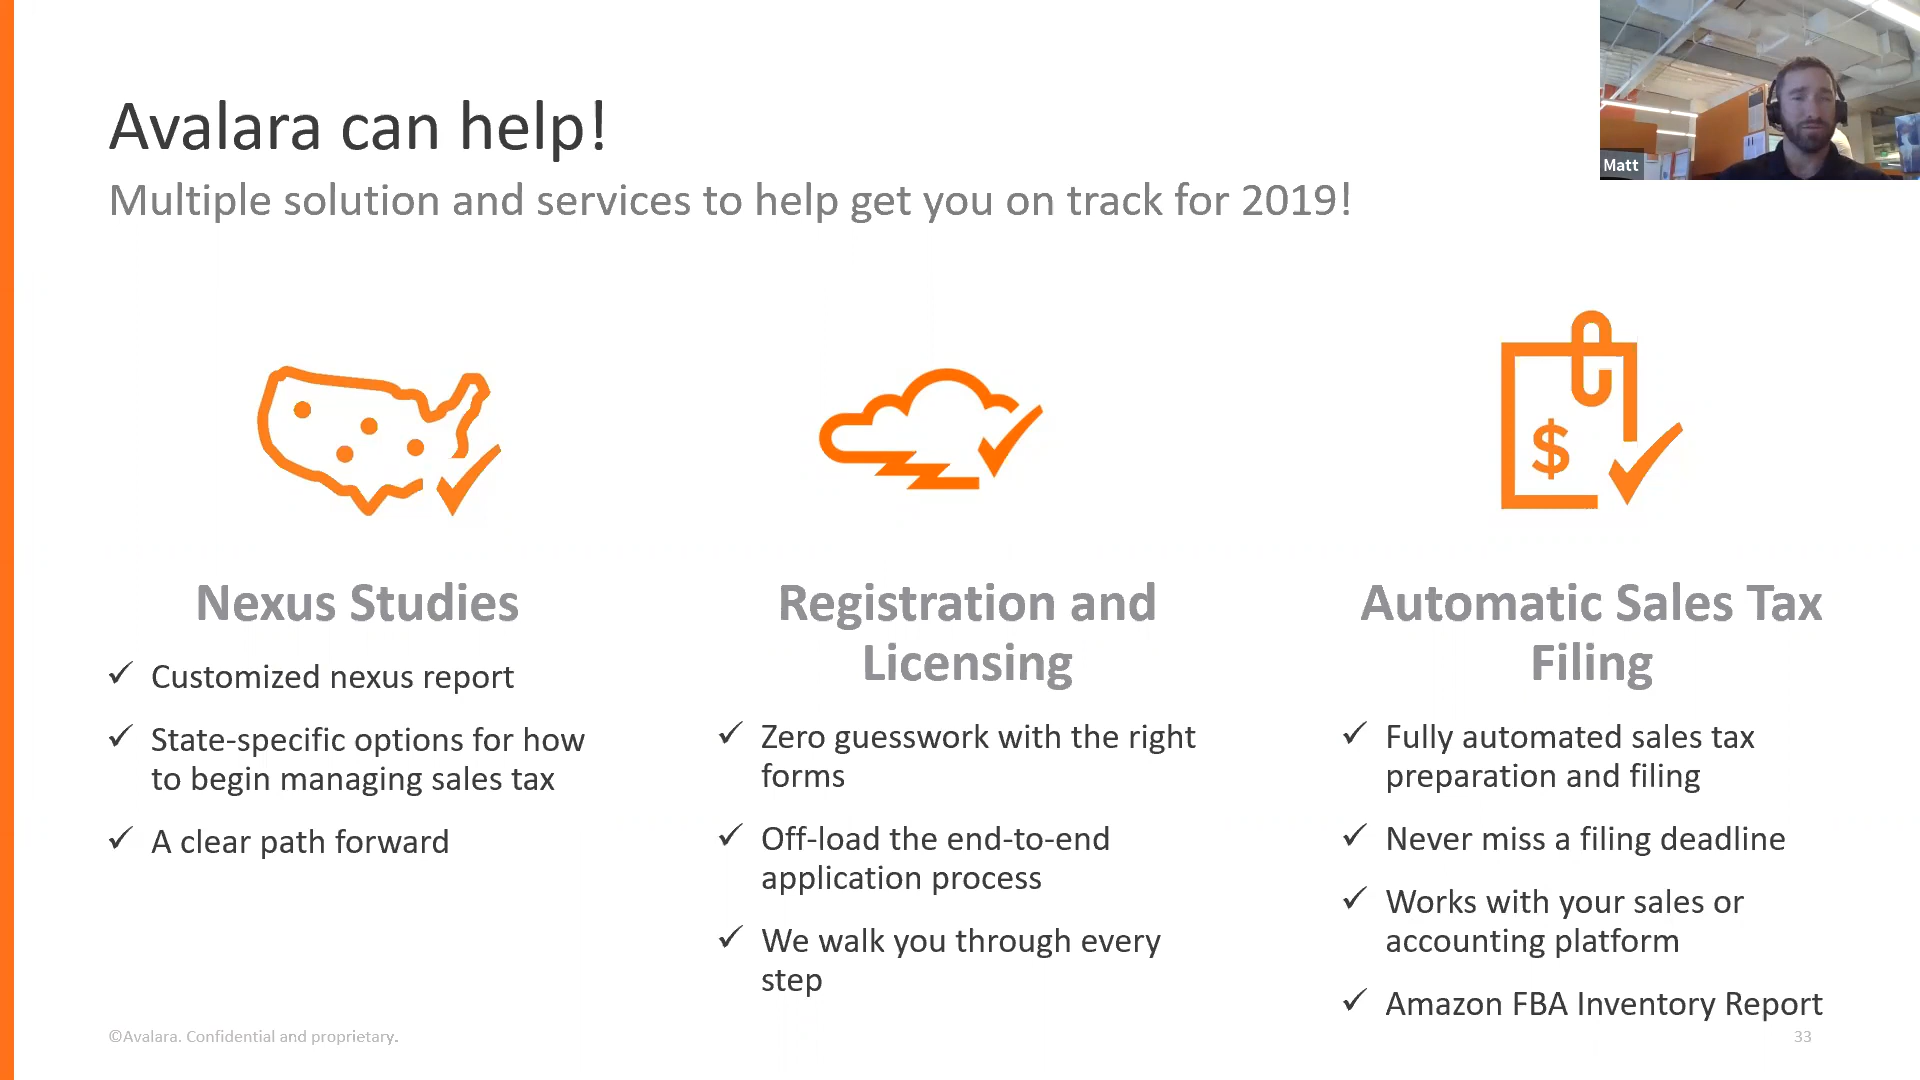 Avalara can help!
Multiple solution and services to help get you on track for 2019!
Matt
$
Nexus Studies
✓ Customized nexus report
✓ State-specific options for how
to begin managing sales tax
✓ A clear path forward
Registration and
Licensing
✓ Zero guesswork with the right
forms
✓ Off-load the end-to-end
application process
✓ We walk you through every
step
Automatic Sales Tax
Filing
✓ Fully automated sales tax
preparation and filing
✓ Never miss a filing deadline
✓ Works with your sales or
accounting platform
✓ Amazon FBA Inventory Report
©Avalara. Confidential and proprietary.
33